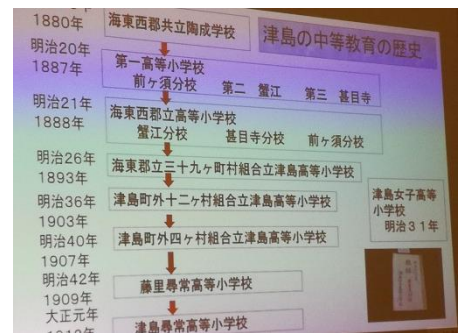 津島の中等教育の歴史
1880年
海東西郡共立陶成学校
明治20年
1887年
第一高等小学校
前ヶ須分校 第二 蟹江 第三 甚目寺
明治21年
1888年
海東西郡立高等小学校
蟹江分校 甚目寺分校 前ヶ須分校
明治26年
1893年
海東郡立三十九ヶ町村組合立津島高等小学校
明治36年
1903年
津島町外十二ヶ村組合立津島高等小学校
明治40年
1907年
津島町外四ヶ村組合立津島高等小学校
明治42年
1909年
藤里尋常高等小学校
大正元年
津島尋常高等小学校
津島女子高等
小学校
明治31年